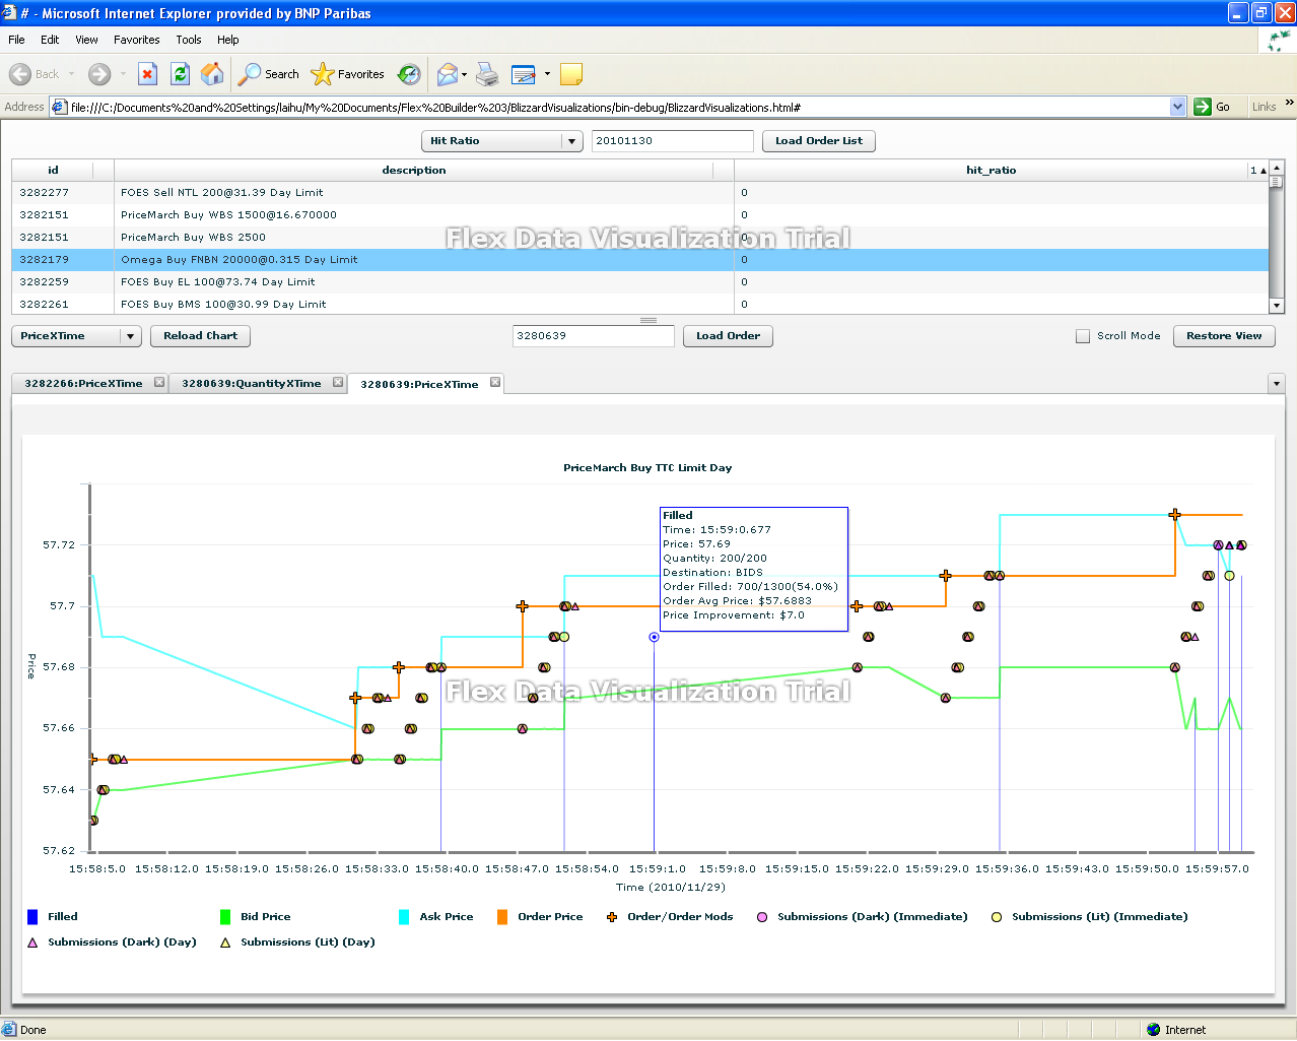 # - Microsoft Internet Explorer provided by BNP Paribas
File Edit View Favorites Tools Help
Back Search Favorites
Address file:///C:/Documents%20and%20Settings/laihu/My%20Documents/Flex%20Builder%203/BlizzardVisualizations/bin-debug/BlizzardVisualizations.html# Go Links »
Hit Ratio 20101130 Load Order List
id description hit_ratio 1▲
3282277 FOES Sell NTL 200@31.39 Day Limit 0
3282151 PriceMarch Buy WBS 1500@16.670000 0
3282151 PriceMarch Buy WBS 2500 0
Flex Data Visualization Trial
3282179 Omega Buy FNBN 20000@0.315 Day Limit 0
3282259 FOES Buy EL 100@73.74 Day Limit 0
3282261 FOES Buy BMS 100@30.99 Day Limit 0
PriceXTime Reload Chart 3280639 Load Order Scroll Mode Restore View
3282266:PriceXTime 3280639:QuantityXTime 3280639:PriceXTime
PriceMarch Buy TTC Limit Day
Filled
Time: 15:59:0.677
Price: 57.69
Quantity: 200/200
Destination: BIDS
Order Filled: 700/1300(54.0%)
Order Avg Price: $57.6883
Price Improvement: $7.0
57.72
57.7
57.68
57.66
57.64
57.62
Price
Flex Data Visualization Trial
15:58:5.0 15:58:12.0 15:58:19.0 15:58:26.0 15:58:33.0 15:58:40.0 15:58:47.0 15:58:54.0 15:59:1.0 15:59:8.0 15:59:15.0 15:59:22.0 15:59:29.0 15:59:36.0 15:59:43.0 15:59:50.0 15:59:57.0
Time (2010/11/29)
Filled Bid Price Ask Price Order Price Order/Order Mods Submissions (Dark) (Immediate) Submissions (Lit) (Immediate)
Submissions (Dark) (Day) Submissions (Lit) (Day)
Done Internet